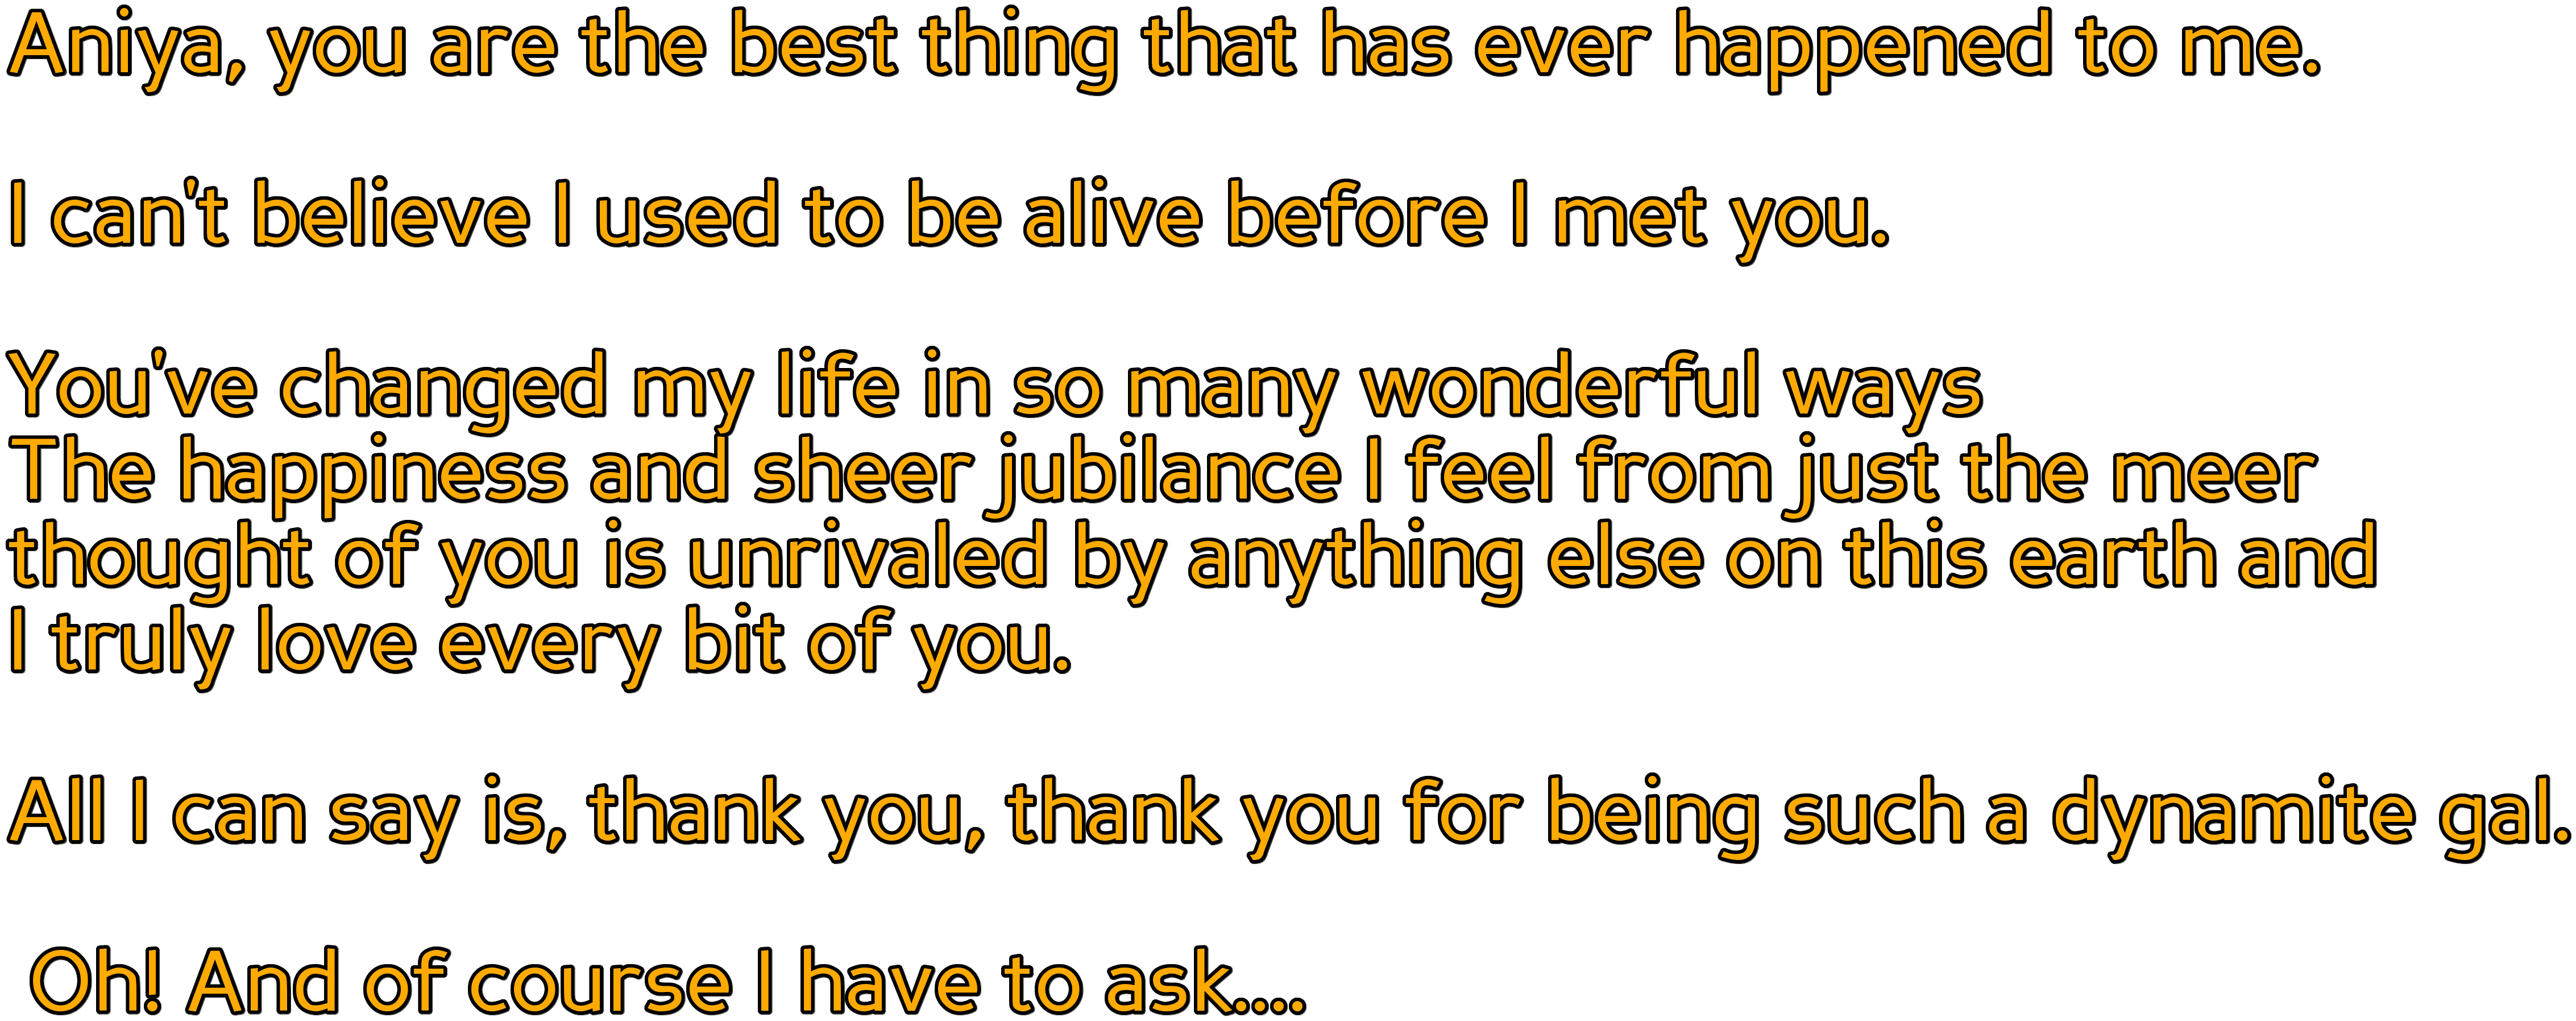 Aniya, you are the best thing that has ever happened to me.
I can't believe I used to be alive before I met you.
You've changed my life in so many wonderful ways
The happiness and sheer jubilance I feel from just the meer
thought of you is unrivaled by anything else on this earth and
I truly love every bit of you.
All I can say is, thank you, thank you for being such a dynamite gal.
Oh! And of course I have to ask....